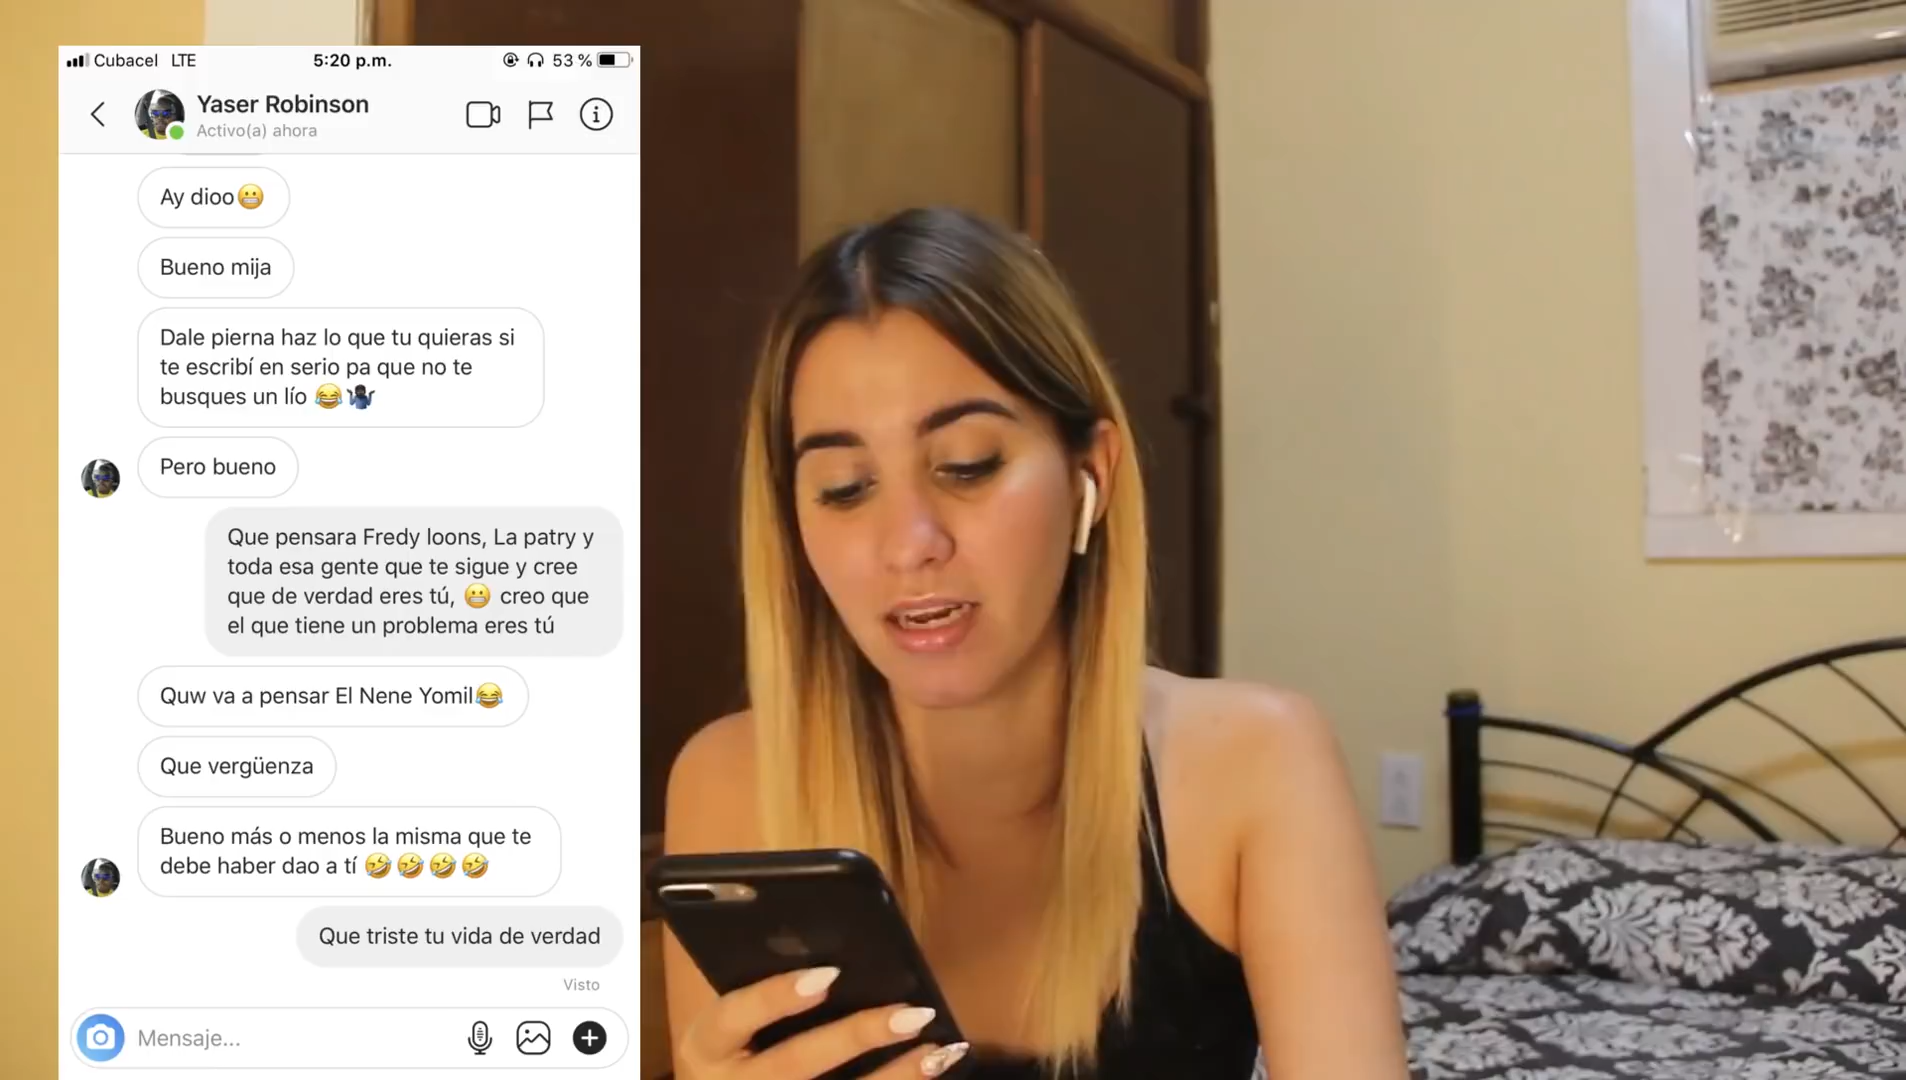 Cubacel LTE 5:20 p.m. 53 %
Yaser Robinson
Activo(a) ahora
Ay dioo😬
Bueno mija
Dale pierna haz lo que tu quieras si
te escribí en serio pa que no te
busques un lío 😂🤷🏿‍♂️
Pero bueno
Que pensara Fredy loons, La patry y
toda esa gente que te sigue y cree
que de verdad eres tú, 😬 creo que
el que tiene un problema eres tú
Quw va a pensar El Nene Yomil😂
Que vergüenza
Bueno más o menos la misma que te
debe haber dao a tí 🤣🤣🤣🤣
Que triste tu vida de verdad
Visto
Mensaje...